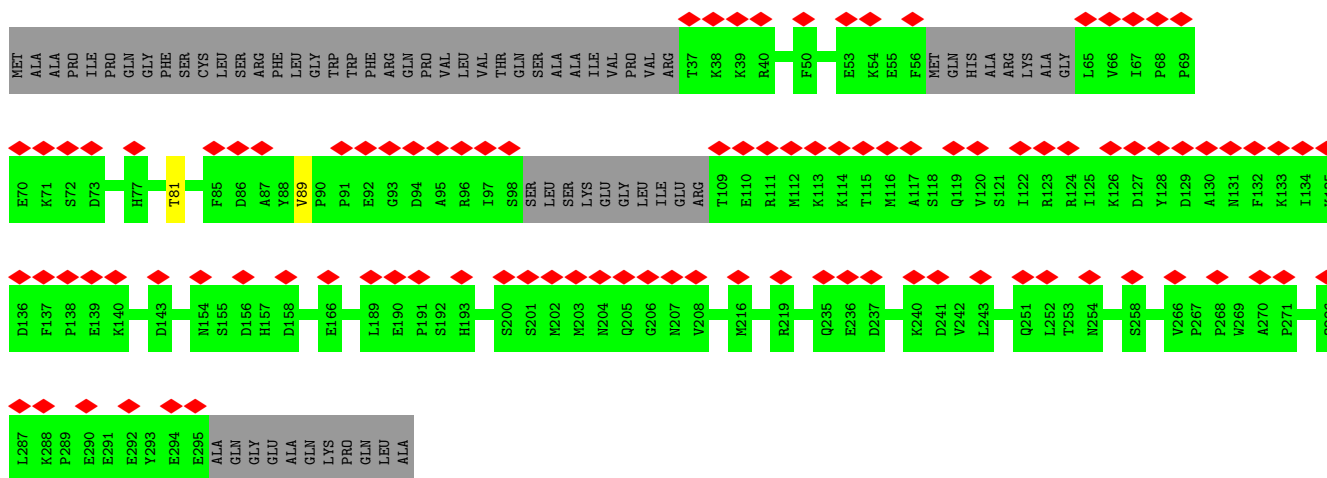 MET ALA ALA PRO ILE PRO GLN GLY PHE SER CYS LEU SER ARG PHE LEU GLY TRP TRP PHE ARG GLN PRO VAL LEU VAL THR GLN SER ALA ALA ILE VAL PRO VAL ARG T37 K38 K39 R40 F50 E53 K54 E55 F56 MET GLN HIS ALA ARG LYS ALA GLY L65 V66 I67 P68 P69
E70 K71 S72 D73 H77 T81 F85 D86 A87 Y88 V89 P90 P91 E92 G93 D94 A95 R96 I97 S98 SER LEU SER LYS GLU GLY LEU ILE GLU ARG T109 E110 R111 M112 K113 K114 T115 M116 A117 S118 Q119 V120 S121 I122 R123 R124 I125 K126 D127 Y128 D129 A130 N131 F132 K133 I134
D136 F137 P138 E139 K140 D143 N154 S155 D156 H157 D158 E166 L189 E190 P191 S192 H193 S200 S201 M202 M203 N204 Q205 G206 N207 V208 M216 R219 Q235 E236 D237 K240 D241 V242 L243 Q251 L252 T253 N254 S258 V266 P267 P268 W269 A270 P271
L287 K288 P289 E290 E291 E292 Y293 E294 E295 ALA GLN GLY GLU ALA GLN LYS PRO GLN LEU ALA